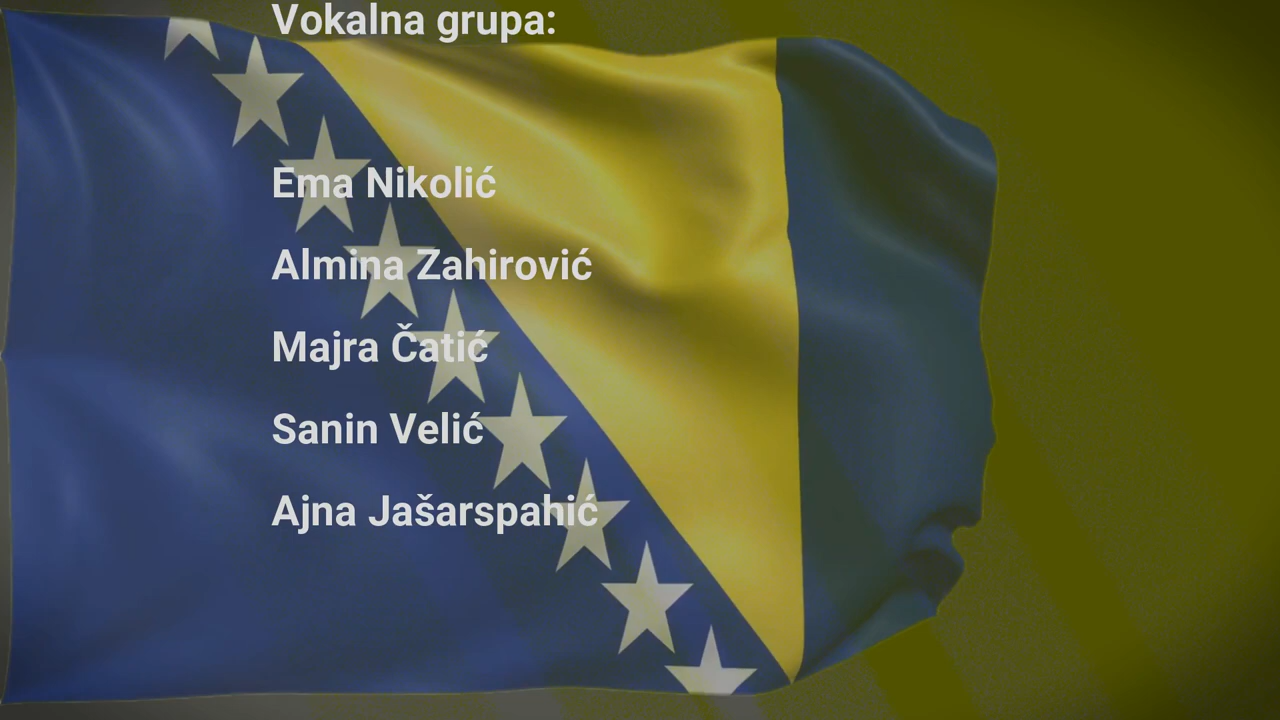 Vokalna grupa:
Ema Nikolić
Almina Zahirović
Majra Čatić
Sanin Velić
Ajna Jašarspahić